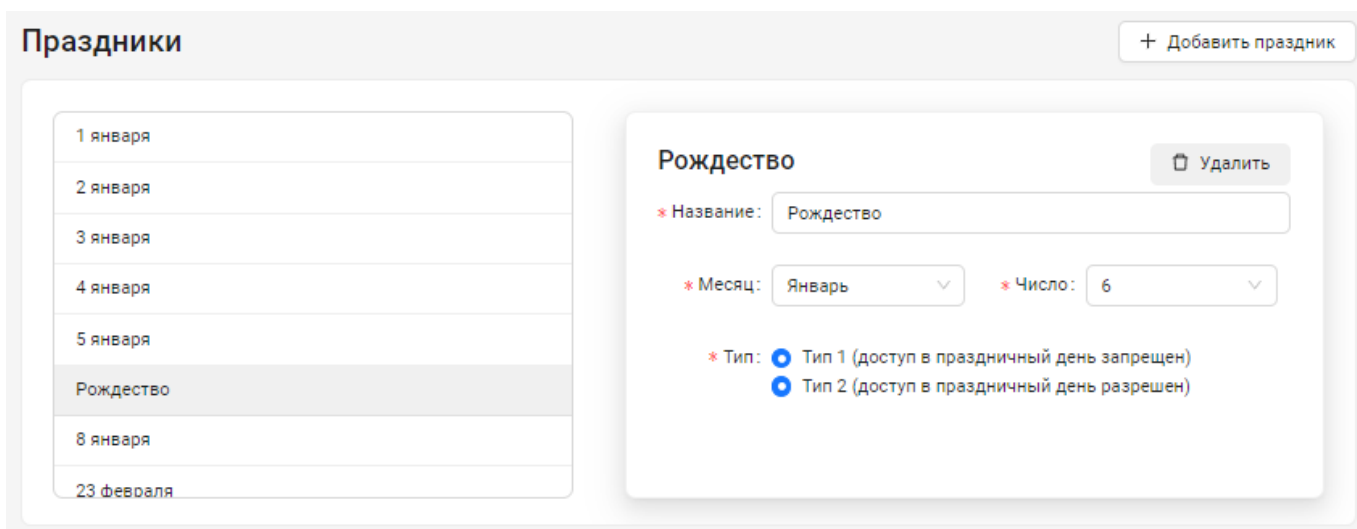 Праздники
+ Добавить праздник
1 января
2 января
3 января
4 января
5 января
Рождество
8 января
23 февраля
Рождество
Удалить
* Название: Рождество
* Месяц: Январь * Число: 6
* Тип: Тип 1 (доступ в праздничный день запрещен)
Тип 2 (доступ в праздничный день разрешен)